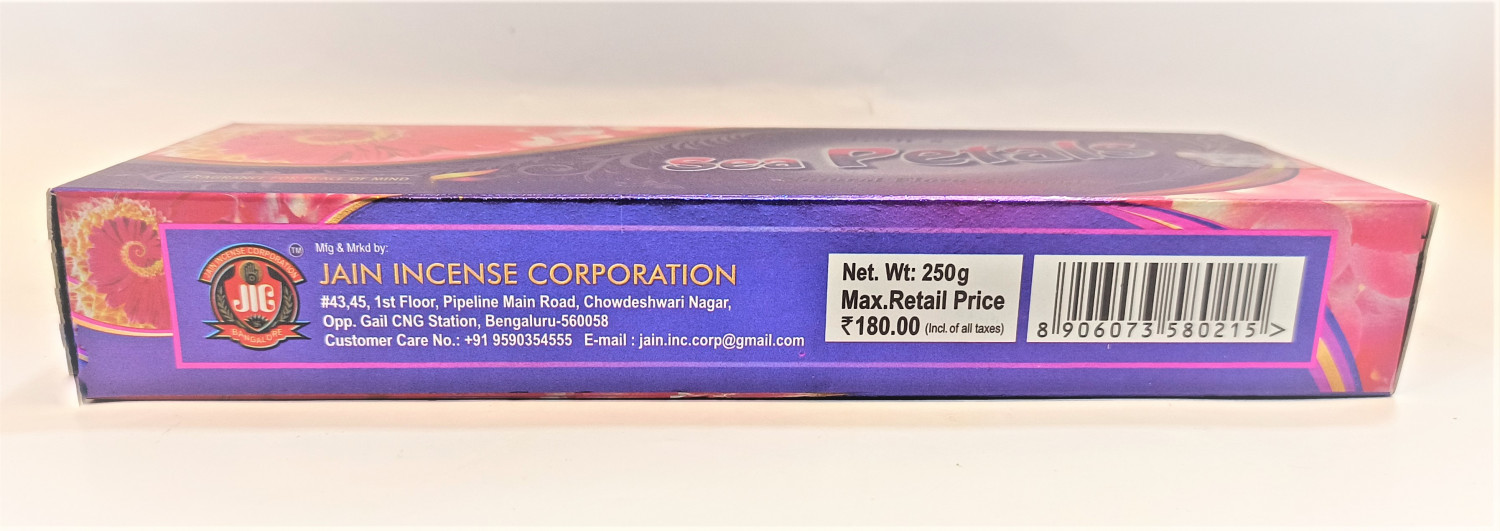 Sea Petals
JAIN INCENSE CORPORATION
TM
JIC
BANGALORE
Mfg & Mrkd by:
JAIN INCENSE CORPORATION
#43,45, 1st Floor, Pipeline Main Road, Chowdeshwari Nagar,
Opp. Gail CNG Station, Bengaluru-560058
Customer Care No.: +91 9590354555 E-mail : jain.inc.corp@gmail.com
Net. Wt: 250g
Max.Retail Price
₹180.00 (Incl. of all taxes)
8 906073 580215 >